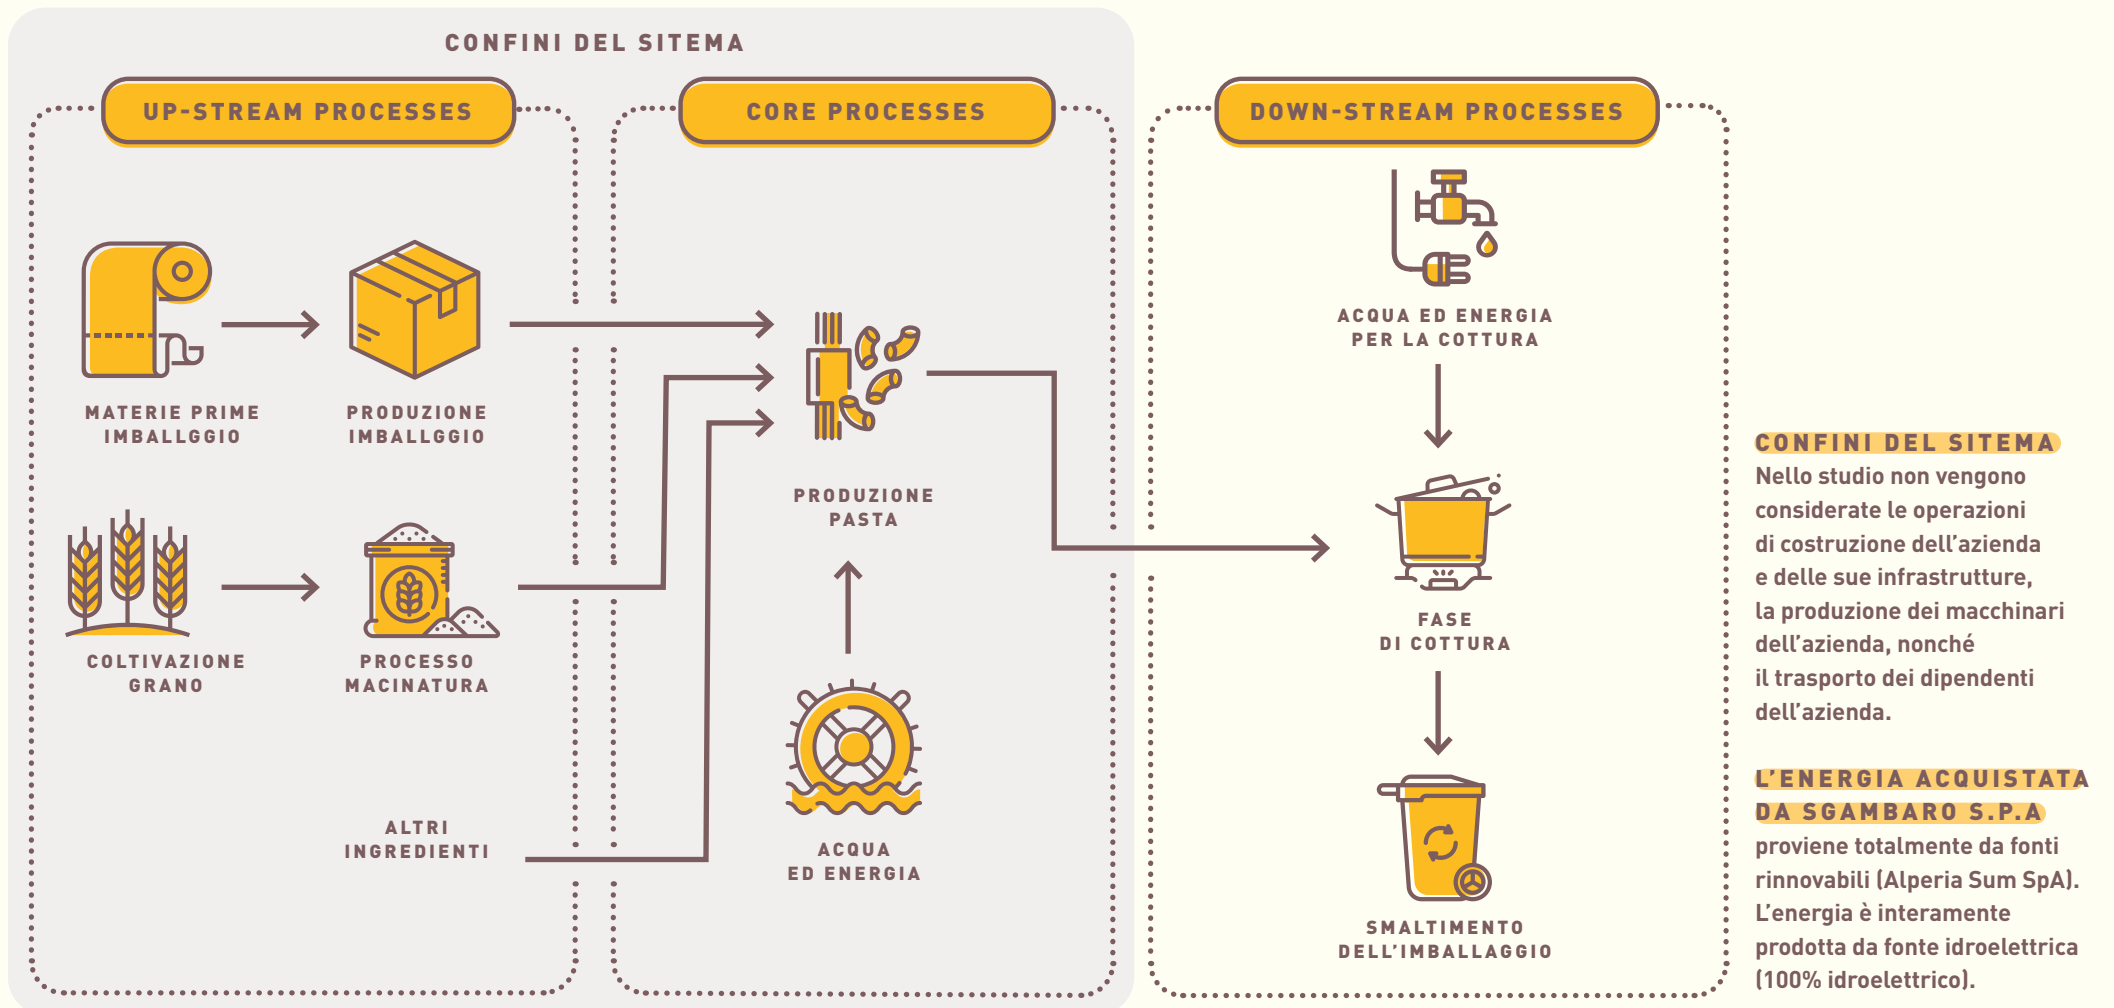 CONFINI DEL SITEMA
UP-STREAM PROCESSES
MATERIE PRIME
IMBALLGGIO
PRODUZIONE
IMBALLGGIO
COLTIVAZIONE
GRANO
PROCESSO
MACINATURA
ALTRI
INGREDIENTI
CORE PROCESSES
PRODUZIONE
PASTA
ACQUA
ED ENERGIA
DOWN-STREAM PROCESSES
ACQUA ED ENERGIA
PER LA COTTURA
FASE
DI COTTURA
SMALTIMENTO
DELL'IMBALLAGGIO
CONFINI DEL SITEMA
Nello studio non vengono
considerate le operazioni
di costruzione dell'azienda
e delle sue infrastrutture,
la produzione dei macchinari
dell'azienda, nonché
il trasporto dei dipendenti
dell'azienda.
L'ENERGIA ACQUISTATA
DA SGAMBARO S.P.A
proviene totalmente da fonti
rinnovabili (Alperia Sum SpA).
L'energia è interamente
prodotta da fonte idroelettrica
(100% idroelettrico).